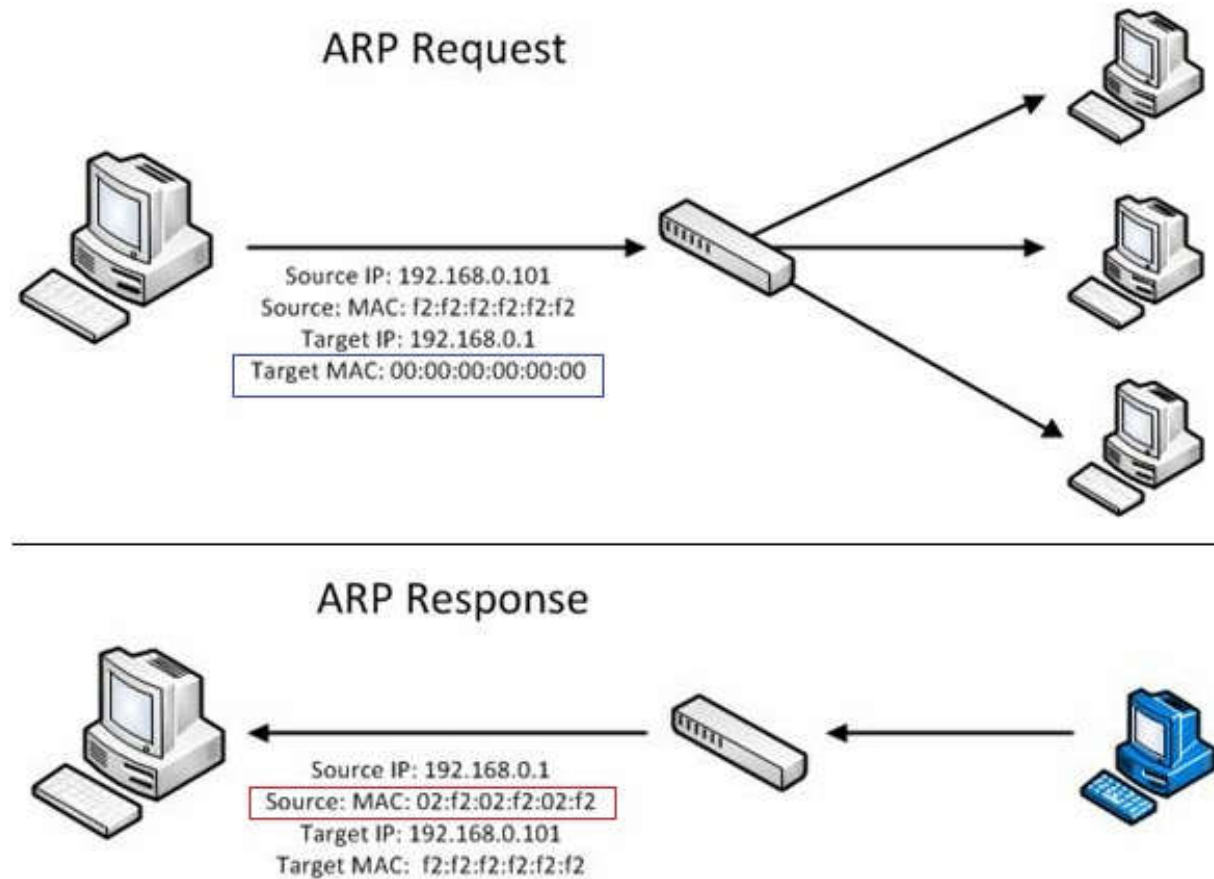 ARP Request
Source IP: 192.168.0.101
Source: MAC: f2:f2:f2:f2:f2:f2
Target IP: 192.168.0.1
Target MAC: 00:00:00:00:00:00
ARP Response
Source IP: 192.168.0.1
Source: MAC: 02:f2:02:f2:02:f2
Target IP: 192.168.0.101
Target MAC: f2:f2:f2:f2:f2:f2